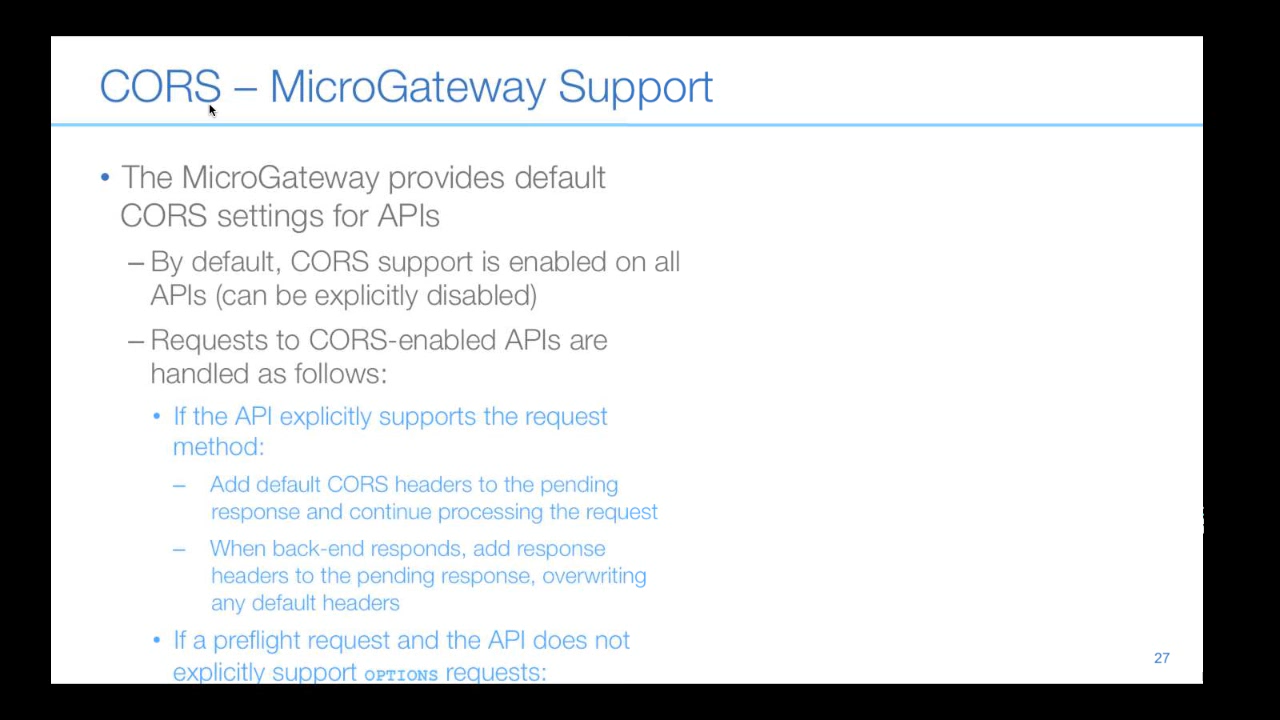 CORS – MicroGateway Support
• The MicroGateway provides default
CORS settings for APIs
– By default, CORS support is enabled on all
APIs (can be explicitly disabled)
– Requests to CORS-enabled APIs are
handled as follows:
• If the API explicitly supports the request
method:
– Add default CORS headers to the pending
response and continue processing the request
– When back-end responds, add response
headers to the pending response, overwriting
any default headers
• If a preflight request and the API does not
explicitly support OPTIONS requests:
27